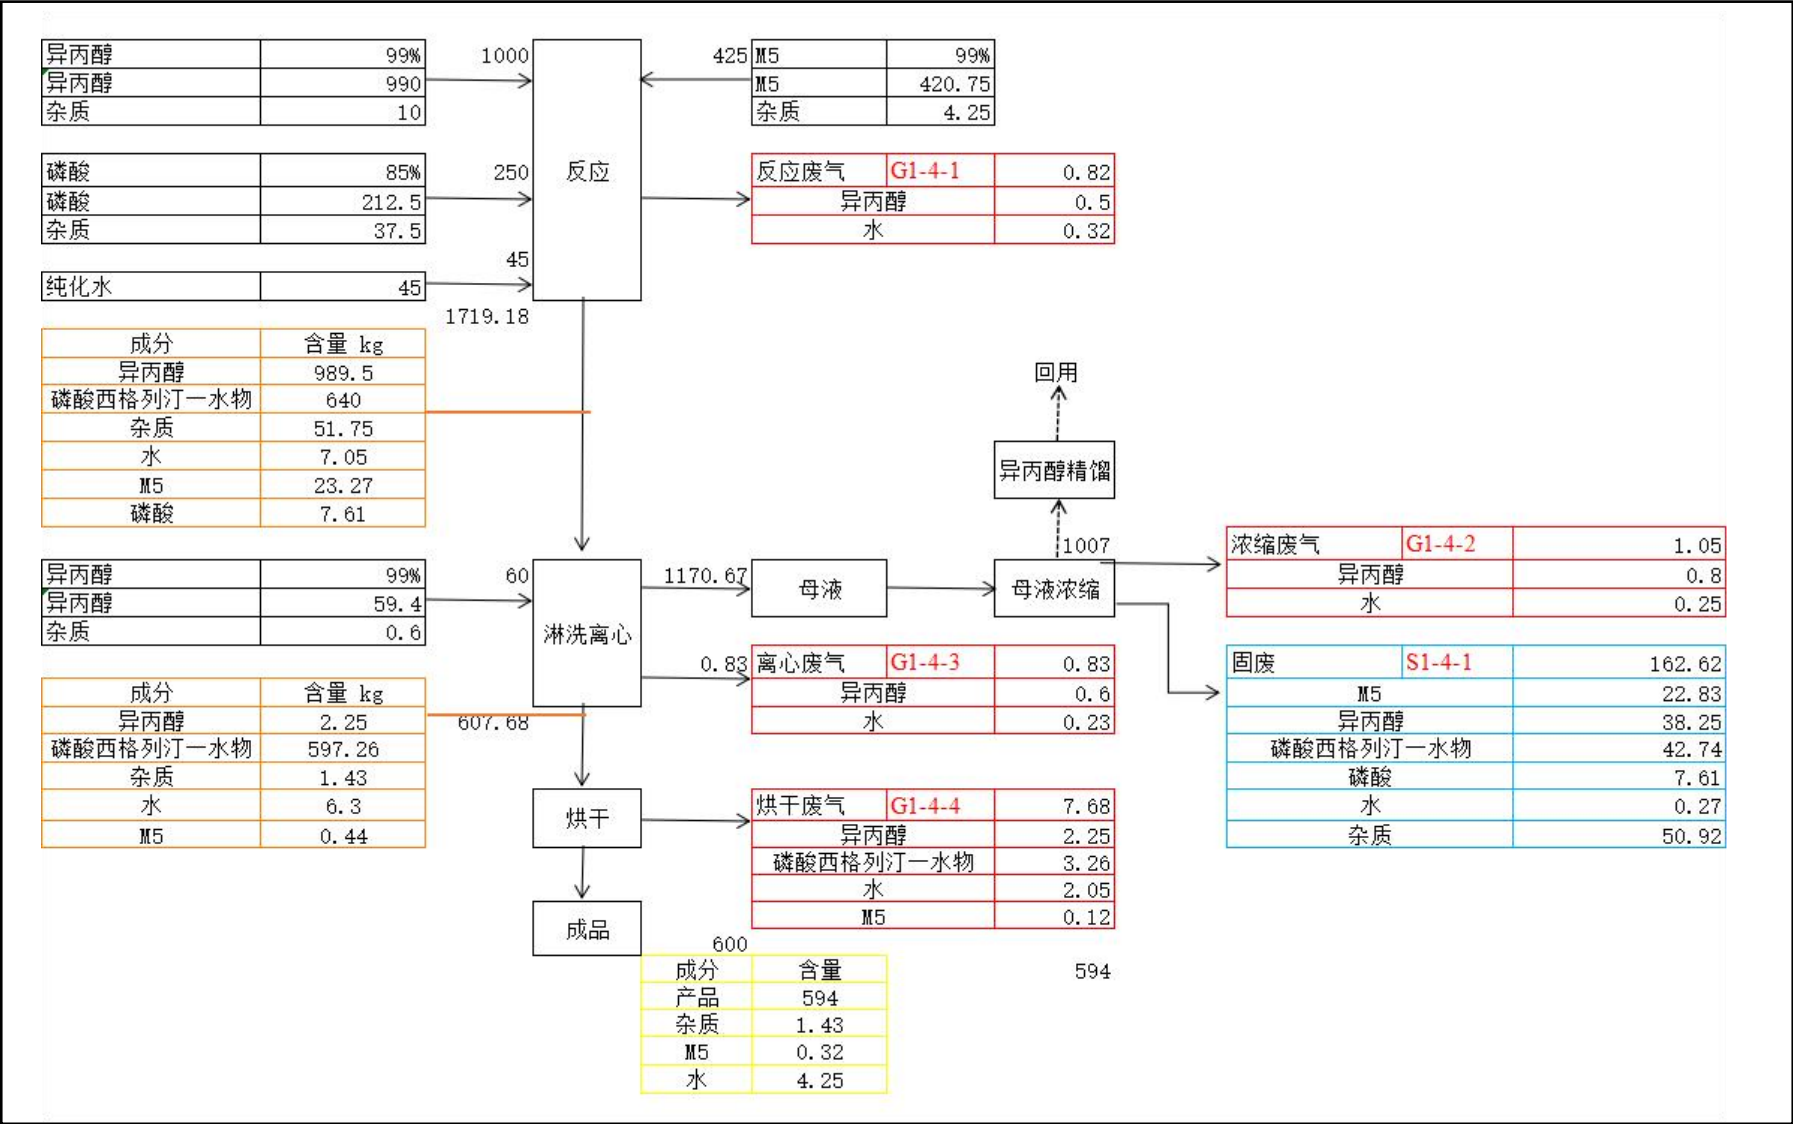 异丙醇 99%
异丙醇 990
杂质 10
1000
425
M5 99%
M5 420.75
杂质 4.25
磷酸 85%
磷酸 212.5
杂质 37.5
250
反应
反应废气 G1-4-1 0.82
异丙醇 0.5
水 0.32
纯化水 45
45
1719.18
成分 含量 kg
异丙醇 989.5
磷酸西格列汀一水物 640
杂质 51.75
水 7.05
M5 23.27
磷酸 7.61
回用
异丙醇精馏
1007
异丙醇 99%
异丙醇 59.4
杂质 0.6
60
淋洗离心
1170.67
母液
母液浓缩
浓缩废气 G1-4-2 1.05
异丙醇 0.8
水 0.25
0.83
离心废气 G1-4-3 0.83
异丙醇 0.6
水 0.23
固废 S1-4-1 162.62
M5 22.83
异丙醇 38.25
磷酸西格列汀一水物 42.74
磷酸 7.61
水 0.27
杂质 50.92
成分 含量 kg
异丙醇 2.25
磷酸西格列汀一水物 597.26
杂质 1.43
水 6.3
M5 0.44
607.68
烘干
烘干废气 G1-4-4 7.68
异丙醇 2.25
磷酸西格列汀一水物 3.26
水 2.05
M5 0.12
成品
600
594
成分 含量
产品 594
杂质 1.43
M5 0.32
水 4.25